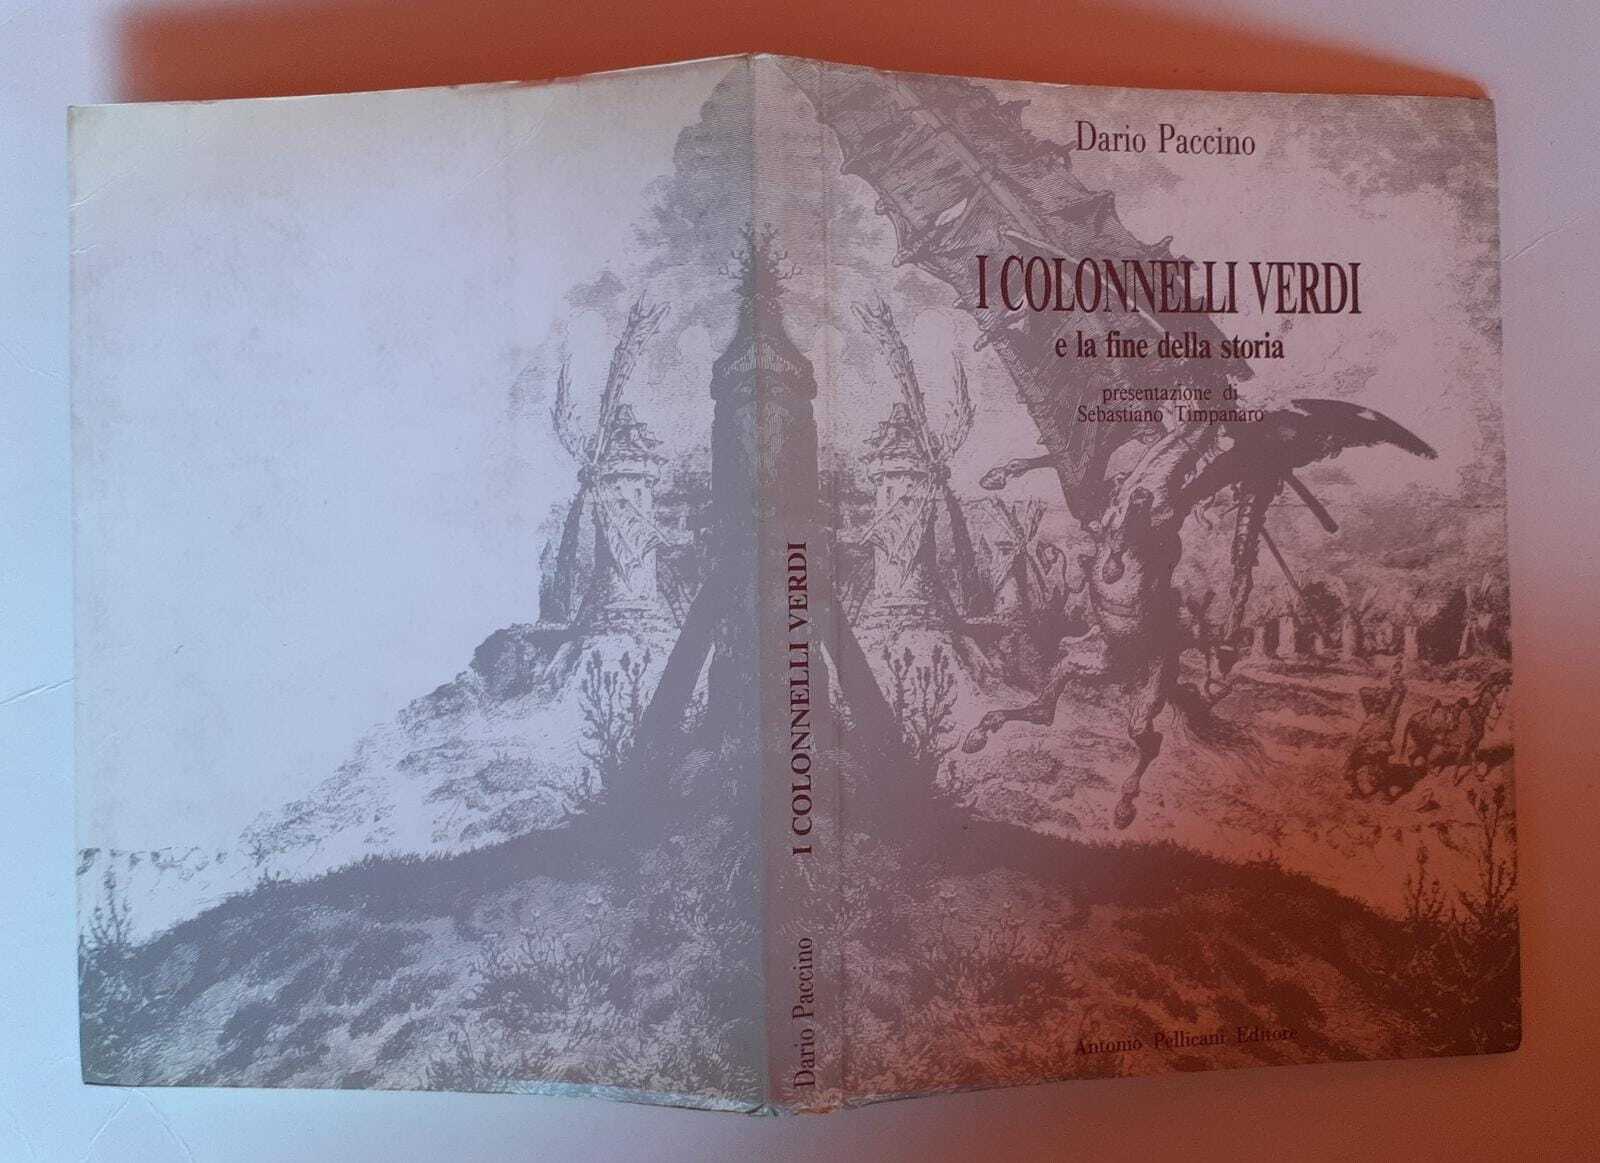 Dario Paccino
I COLONNELLI VERDI
e la fine della storia
presentazione di
Sebastiano Timpanaro
Antonio Pellicani Editore
Dario Paccino I COLONNELLI VERDI